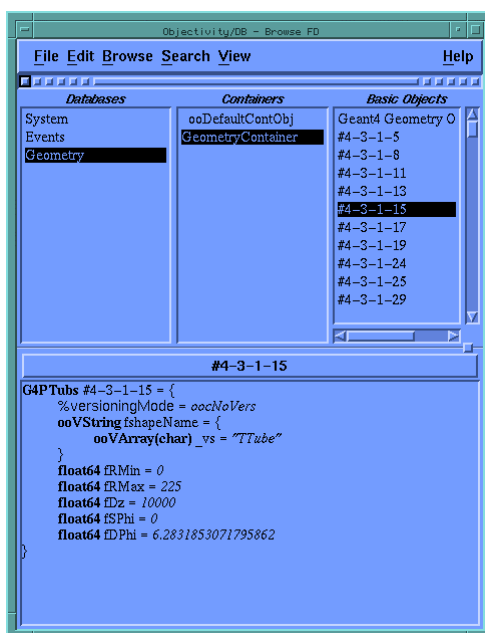 Objectivity/DB - Browse FD
File Edit Browse Search View Help
Databases Containers Basic Objects
System ooDefaultContObj Geant4 Geometry O
Events GeometryContainer #4-3-1-5
Geometry #4-3-1-8
#4-3-1-11
#4-3-1-13
#4-3-1-15
#4-3-1-17
#4-3-1-19
#4-3-1-24
#4-3-1-25
#4-3-1-29
#4-3-1-15
G4PTubs #4-3-1-15 = {
%versioningMode = oocNoVers
ooVString fshapeName = {
ooVArray(char) _vs = "TTube"
}
float64 fRMin = 0
float64 fRMax = 225
float64 fDz = 10000
float64 fSPhi = 0
float64 fDPhi = 6.2831853071795862
}